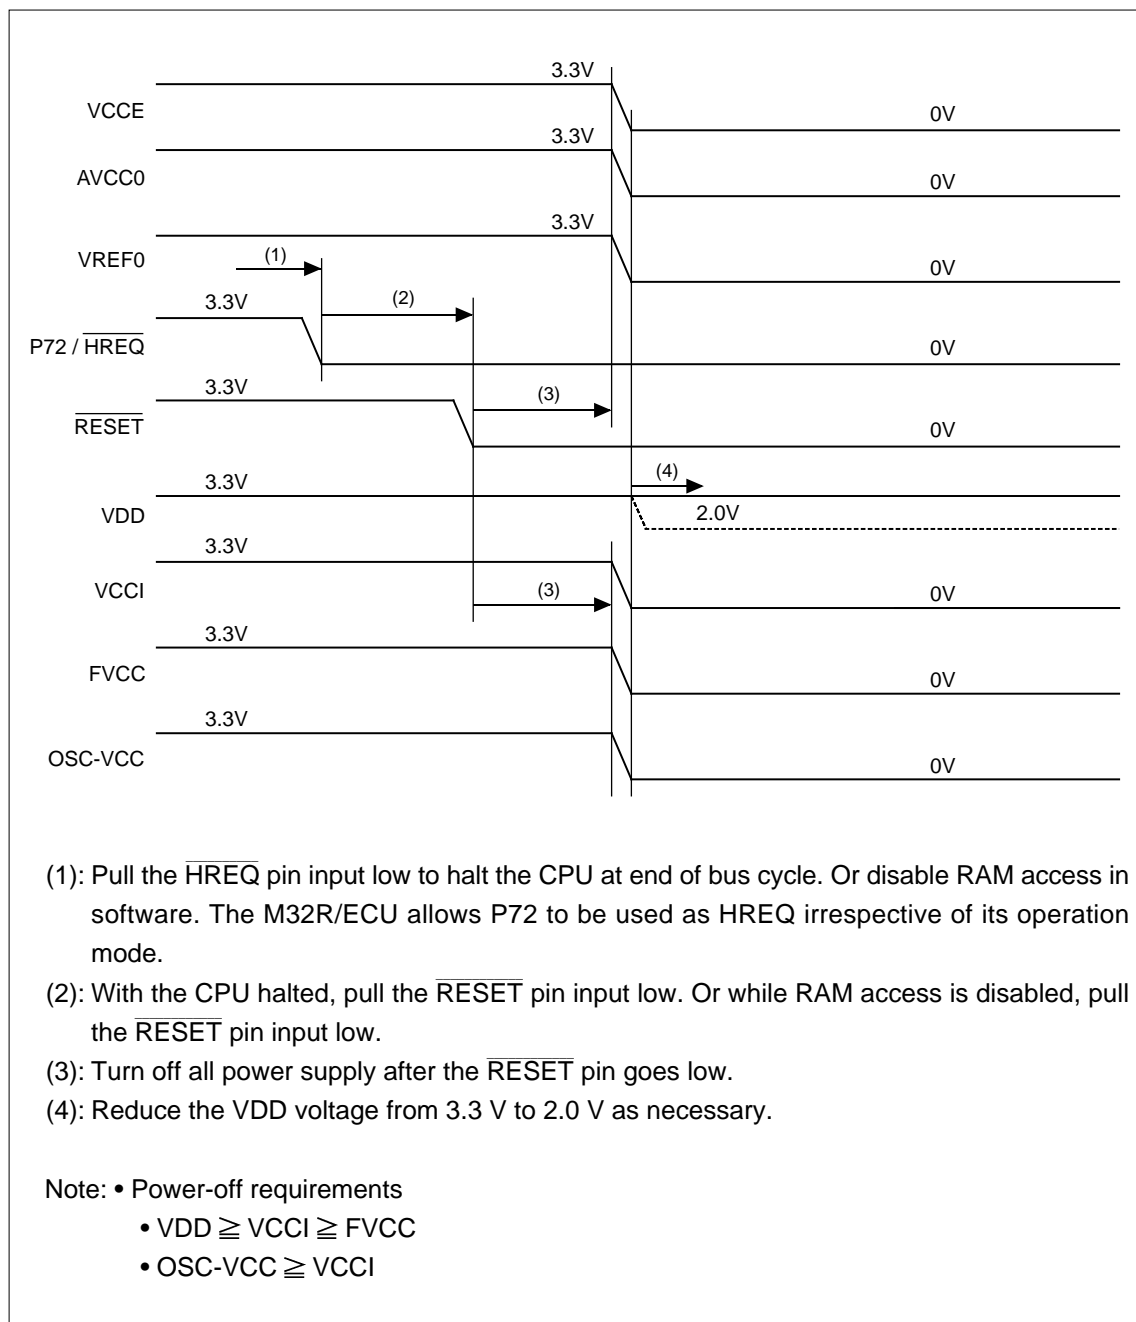 3.3V
VCCE
0V
3.3V
AVCC0
0V
3.3V
VREF0
(1)
0V
3.3V
(2)
P72 / HREQ
0V
3.3V
(3)
RESET
0V
3.3V
(4)
VDD
2.0V
3.3V
VCCI
(3)
0V
3.3V
FVCC
0V
3.3V
OSC-VCC
0V
(1): Pull the HREQ pin input low to halt the CPU at end of bus cycle. Or disable RAM access in
software. The M32R/ECU allows P72 to be used as HREQ irrespective of its operation
mode.
(2): With the CPU halted, pull the RESET pin input low. Or while RAM access is disabled, pull
the RESET pin input low.
(3): Turn off all power supply after the RESET pin goes low.
(4): Reduce the VDD voltage from 3.3 V to 2.0 V as necessary.
Note: • Power-off requirements
• VDD ≧ VCCI ≧ FVCC
• OSC-VCC ≧ VCCI